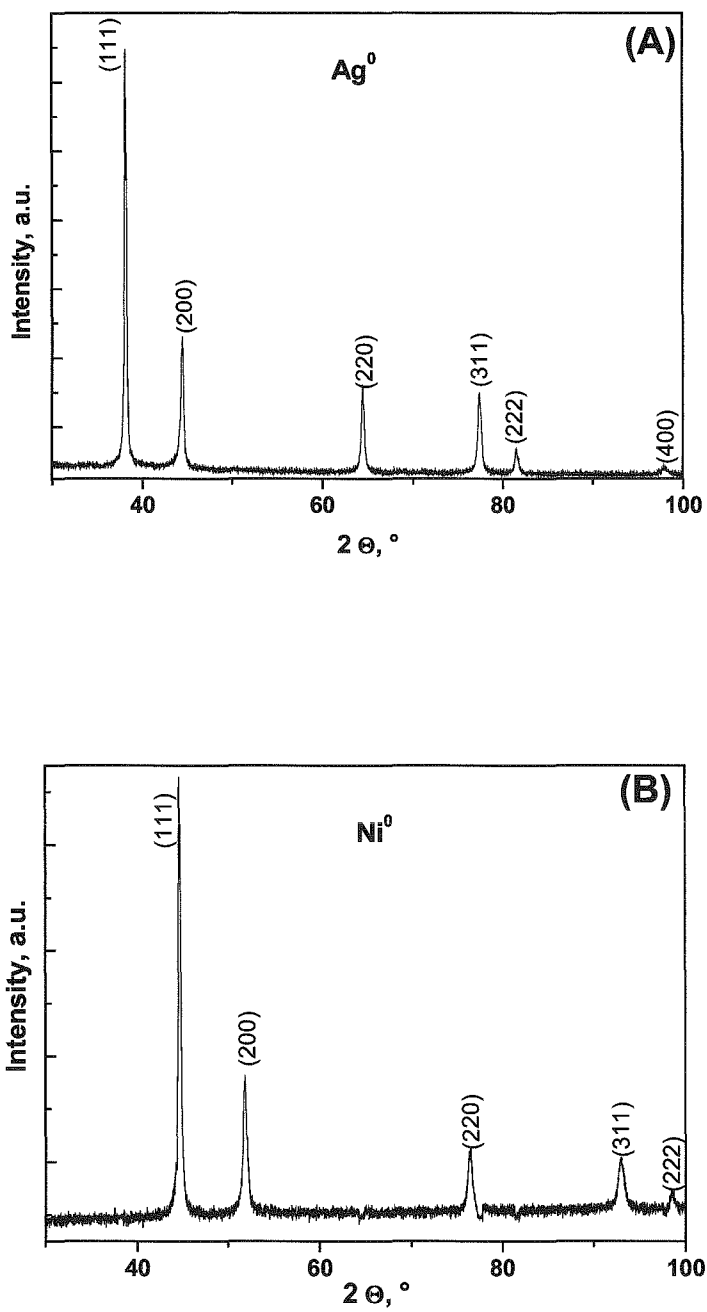 (A)
Ag⁰
(111)
(200)
(220)
(311)
(222)
(400)
Intensity, a.u.
40 60 80 100
2 Θ, °
(B)
Ni⁰
(111)
(200)
(220)
(311)
(222)
Intensity, a.u.
40 60 80 100
2 Θ, °